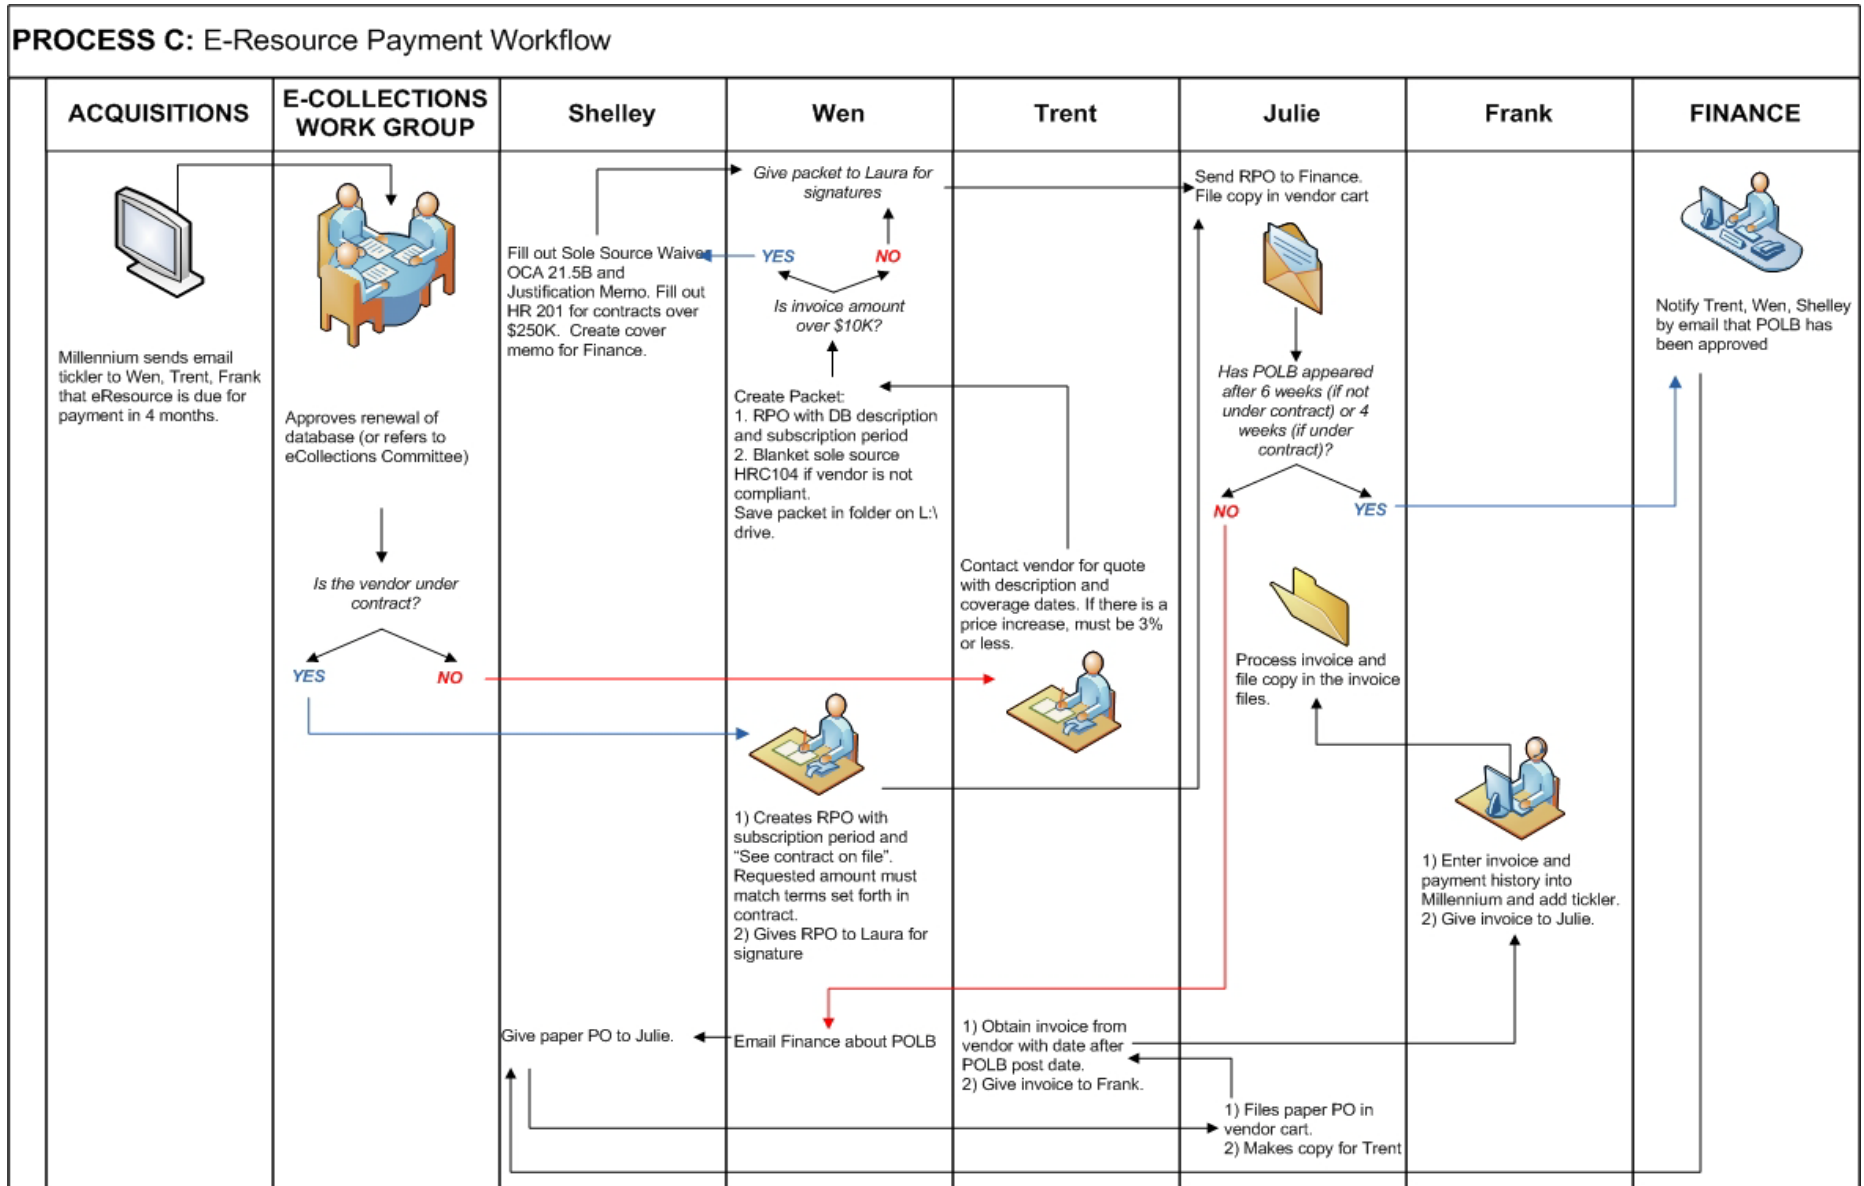 PROCESS C: E-Resource Payment Workflow
ACQUISITIONS
E-COLLECTIONS
WORK GROUP
Shelley
Wen
Trent
Julie
Frank
FINANCE
Millennium sends email
tickler to Wen, Trent, Frank
that eResource is due for
payment in 4 months.
Approves renewal of
database (or refers to
eCollections Committee)
Is the vendor under
contract?
YES
NO
Fill out Sole Source Waiver
OCA 21.5B and
Justification Memo. Fill out
HR 201 for contracts over
$250K. Create cover
memo for Finance.
Give paper PO to Julie.
Give packet to Laura for
signatures
YES
NO
Is invoice amount
over $10K?
Create Packet:
1. RPO with DB description
and subscription period
2. Blanket sole source
HRC104 if vendor is not
compliant.
Save packet in folder on L:\
drive.
1) Creates RPO with
subscription period and
“See contract on file”.
Requested amount must
match terms set forth in
contract.
2) Gives RPO to Laura for
signature
Email Finance about POLB
Contact vendor for quote
with description and
coverage dates. If there is a
price increase, must be 3%
or less.
1) Obtain invoice from
vendor with date after
POLB post date.
2) Give invoice to Frank.
Send RPO to Finance.
File copy in vendor cart
Has POLB appeared
after 6 weeks (if not
under contract) or 4
weeks (if under
contract)?
NO
YES
Process invoice and
file copy in the invoice
files.
1) Files paper PO in
vendor cart.
2) Makes copy for Trent
1) Enter invoice and
payment history into
Millennium and add tickler.
2) Give invoice to Julie.
Notify Trent, Wen, Shelley
by email that POLB has
been approved